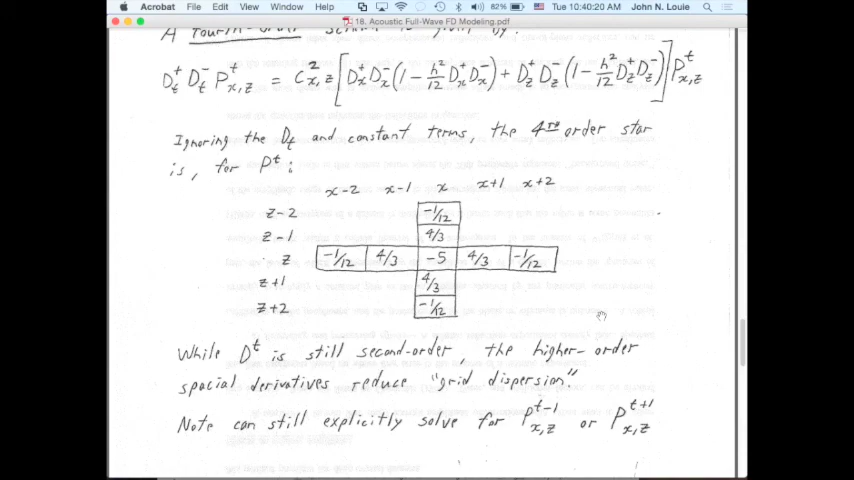 Acrobat File Edit View Window Help 82% Tue 10:40:20 AM John N. Louie
16. Acoustic Full-Wave FD Modeling.pdf
A fourth-order
D_t^+ D_t^- P_{x,z}^t = C_{x,z}^2 [ D_x^+ D_x^- (1 - h²/12 D_x^+ D_x^-) + D_z^+ D_z^- (1 - h²/12 D_z^+ D_z^-) ] P_{x,z}^t
Ignoring the D_t and constant terms, the 4TH order star
is, for P^t:
x-2 x-1 x x+1 x+2
z-2 -1/12
z-1 4/3
z -1/12 4/3 -5 4/3 -1/12
z+1 4/3
z+2 -1/12
While D^t is still second-order, the higher-order
spacial derivatives reduce "grid dispersion."
Note can still explicitly solve for P_{x,z}^{t-1} or P_{x,z}^{t+1}